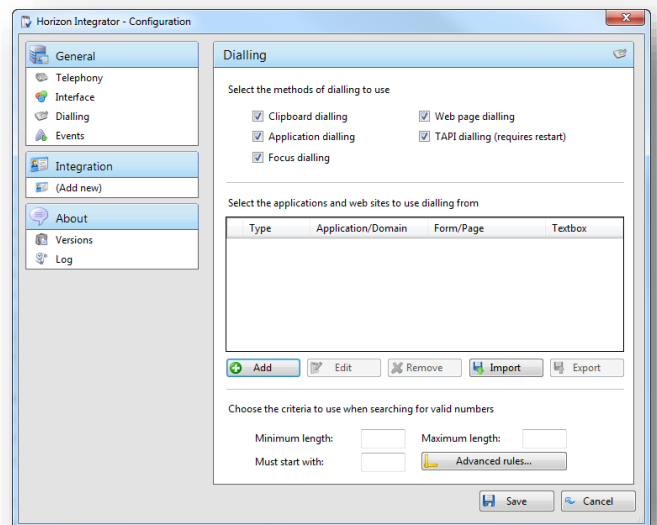 Horizon Integrator - Configuration
General
Telephony
Interface
Dialling
Events
Integration
(Add new)
About
Versions
Log
Dialling
Select the methods of dialling to use
Clipboard dialling
Web page dialling
Application dialling
TAPI dialling (requires restart)
Focus dialling
Select the applications and web sites to use dialling from
Type Application/Domain Form/Page Textbox
Add Edit Remove Import Export
Choose the criteria to use when searching for valid numbers
Minimum length: Maximum length:
Must start with: Advanced rules...
Save Cancel